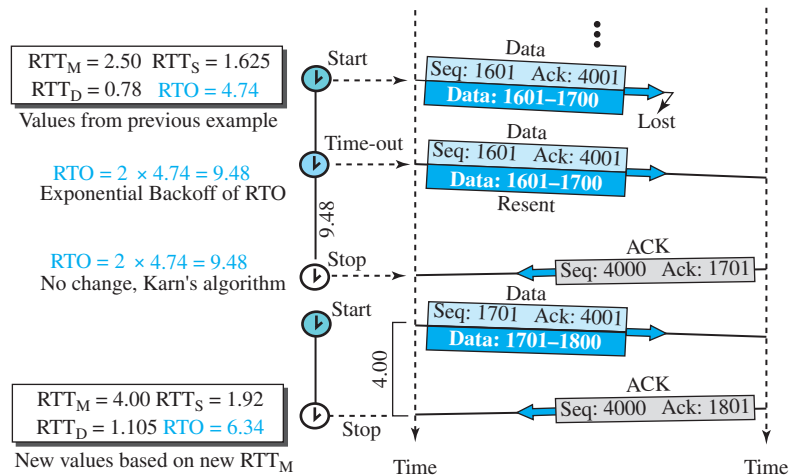 RTT_M = 2.50 RTT_S = 1.625
RTT_D = 0.78 RTO = 4.74
Values from previous example
Start
Data
Seq: 1601 Ack: 4001
Data: 1601–1700
Lost
RTO = 2 × 4.74 = 9.48
Exponential Backoff of RTO
Time-out
Data
Seq: 1601 Ack: 4001
Data: 1601–1700
Resent
9.48
RTO = 2 × 4.74 = 9.48
No change, Karn's algorithm
Stop
ACK
Seq: 4000 Ack: 1701
Start
Data
Seq: 1701 Ack: 4001
Data: 1701–1800
4.00
RTT_M = 4.00 RTT_S = 1.92
RTT_D = 1.105 RTO = 6.34
New values based on new RTT_M
Stop
ACK
Seq: 4000 Ack: 1801
Time
Time